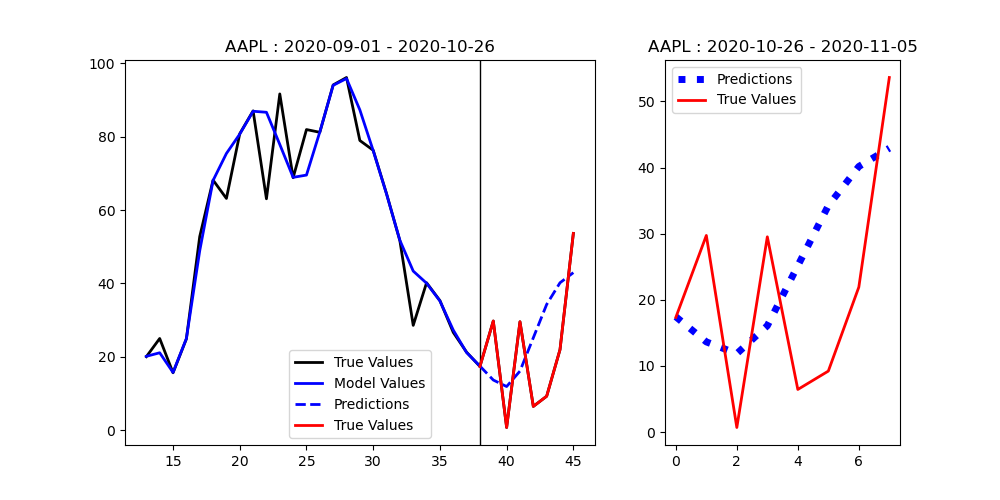 AAPL : 2020-09-01 - 2020-10-26
100
80
60
40
20
0
15
20
25
30
35
40
45
True Values
Model Values
Predictions
True Values
AAPL : 2020-10-26 - 2020-11-05
Predictions
True Values
50
40
30
20
10
0
0
2
4
6